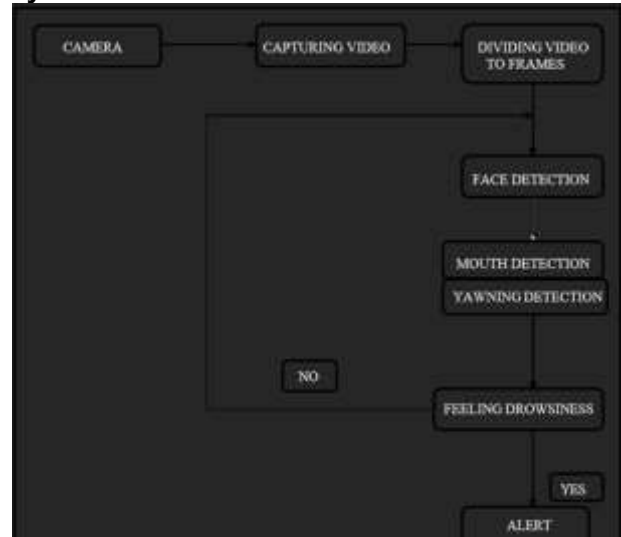 CAMERA
CAPTURING VIDEO
DIVIDING VIDEO
TO FRAMES
FACE DETECTION
MOUTH DETECTION
YAWNING DETECTION
NO
FEELING DROWSINESS
YES
ALERT